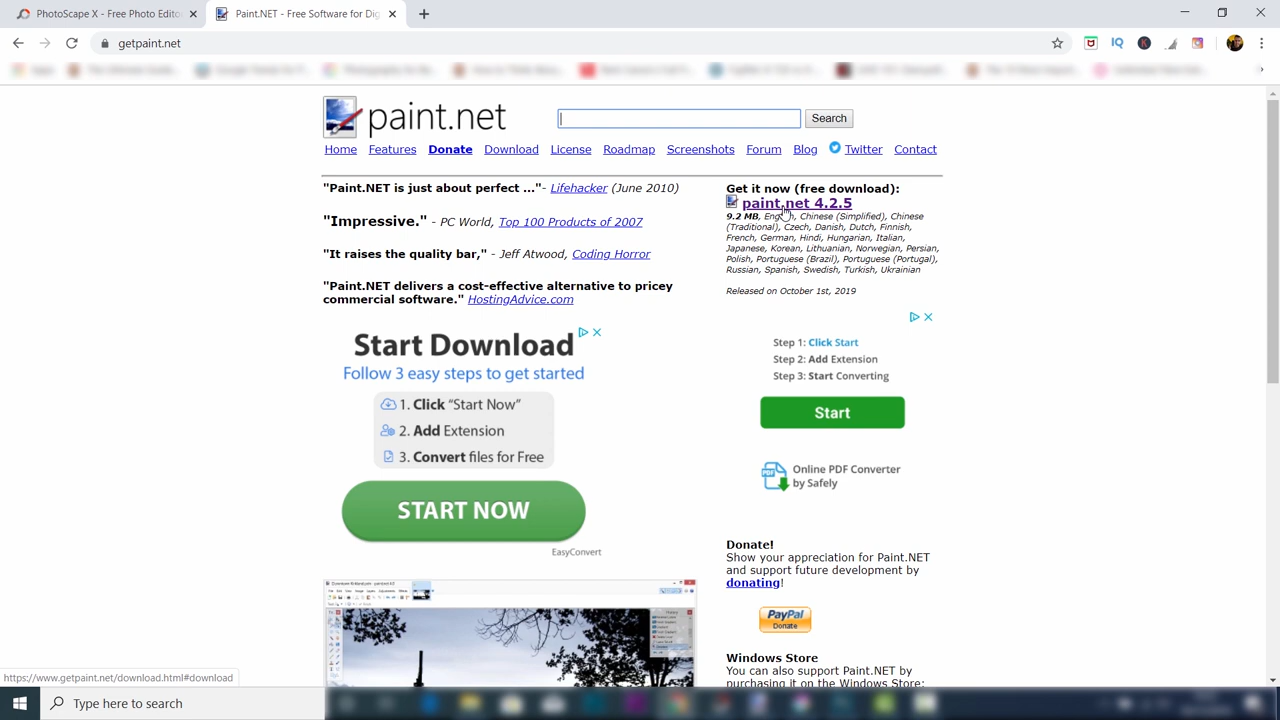 PhotoScape - Free Photo Edito
Paint.NET - Free Software for Dig
getpaint.net
paint.net
Search
Home Features Donate Download License Roadmap Screenshots Forum Blog Twitter Contact
"Paint.NET is just about perfect ..."- Lifehacker (June 2010)
"Impressive." - PC World, Top 100 Products of 2007
"It raises the quality bar," - Jeff Atwood, Coding Horror
"Paint.NET delivers a cost-effective alternative to pricey
commercial software." HostingAdvice.com
Get it now (free download):
paint.net 4.2.5
9.2 MB, English, Chinese (Simplified), Chinese
(Traditional), Czech, Danish, Dutch, Finnish,
French, German, Hindi, Hungarian, Italian,
Japanese, Korean, Lithuanian, Norwegian, Persian,
Polish, Portuguese (Brazil), Portuguese (Portugal),
Russian, Spanish, Swedish, Turkish, Ukrainian
Released on October 1st, 2019
Start Download
Follow 3 easy steps to get started
1. Click "Start Now"
2. Add Extension
3. Convert files for Free
START NOW
EasyConvert
Step 1: Click Start
Step 2: Add Extension
Step 3: Start Converting
Start
PDF
Online PDF Converter
by Safely
Donate!
Show your appreciation for Paint.NET
and support future development by
donating!
PayPal
Donate
Windows Store
You can also support Paint.NET by
purchasing it on the Windows Store:
https://www.getpaint.net/download.html#download
Type here to search